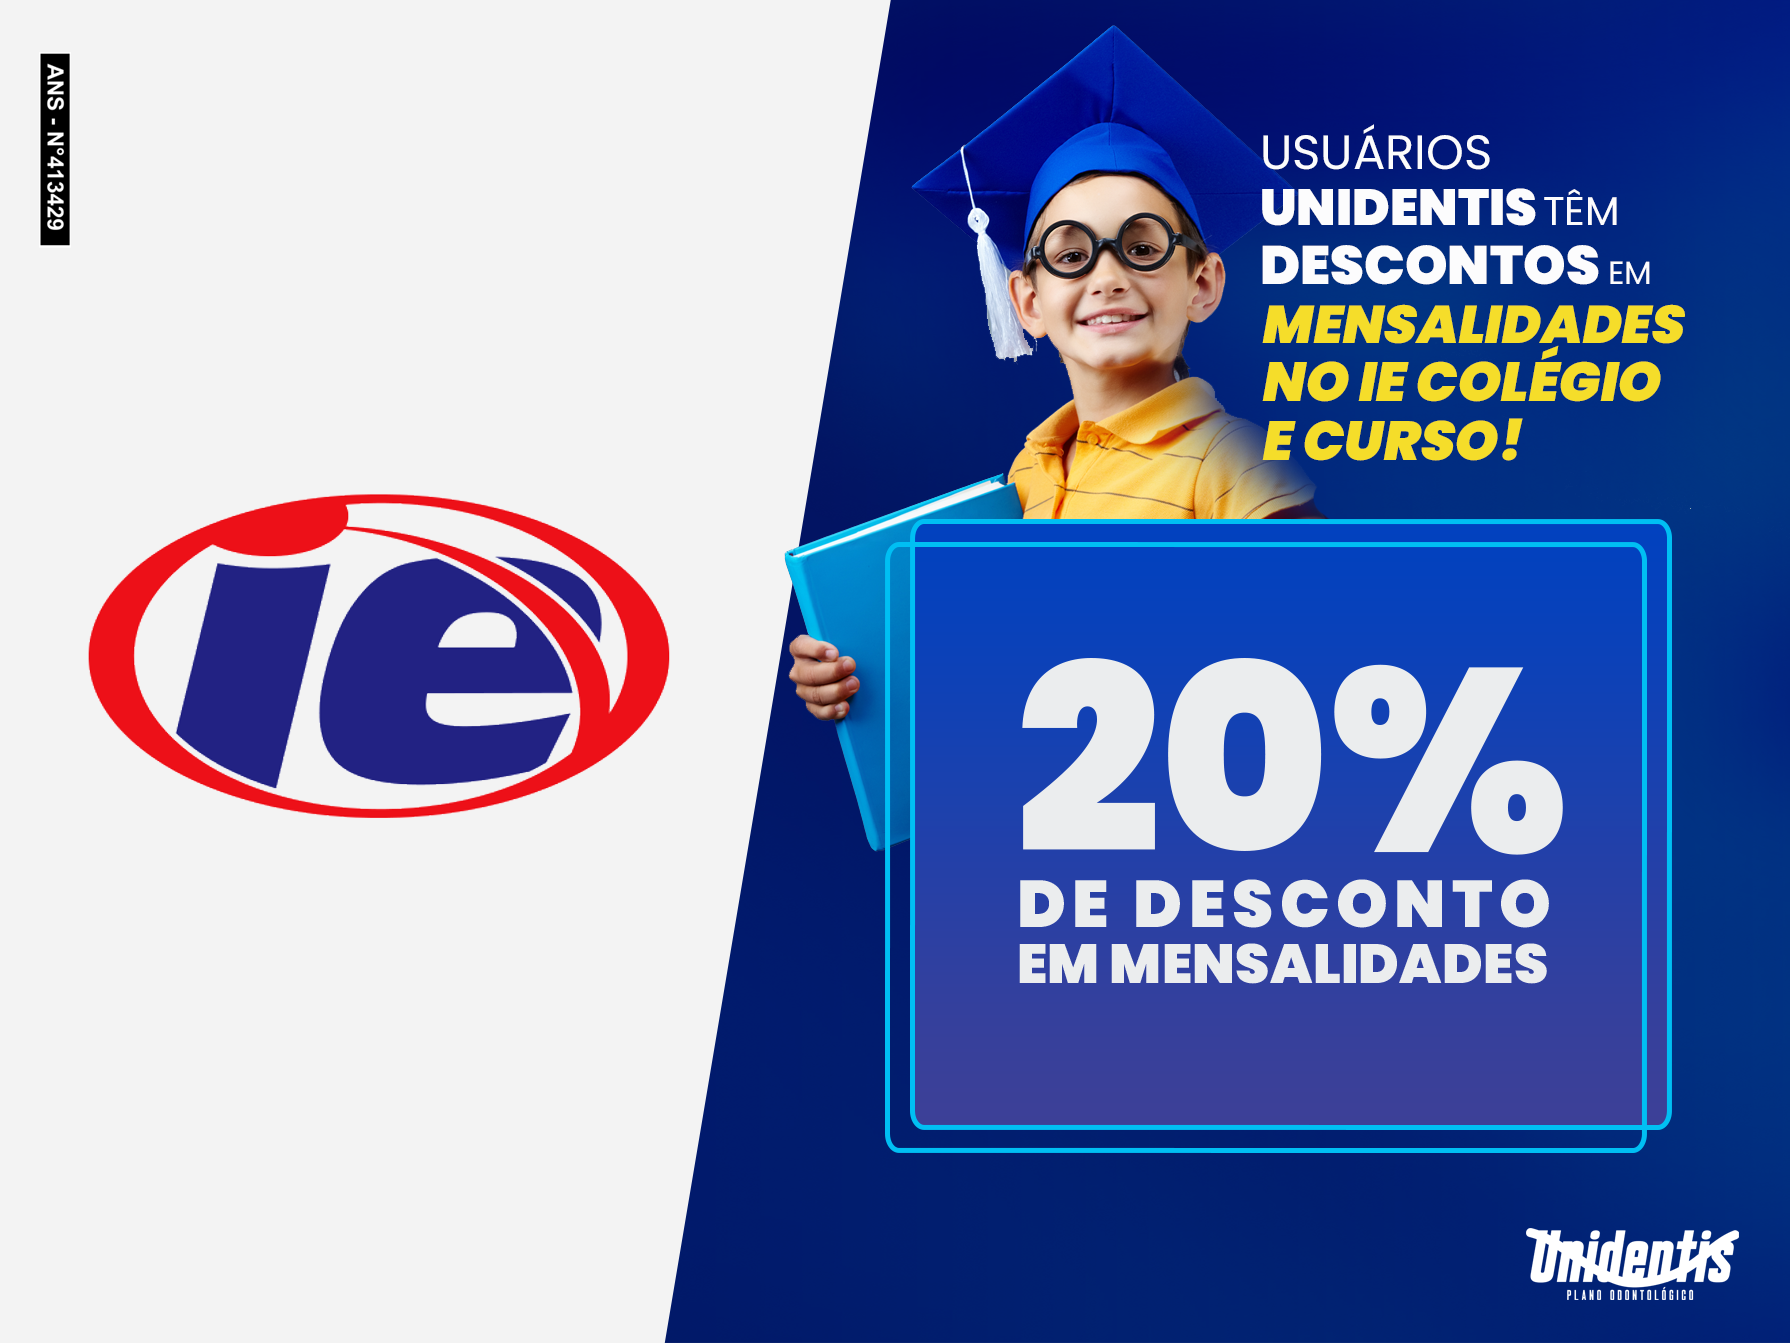 ANS - N°413429
ie
USUÁRIOS
UNIDENTIS TÊM
DESCONTOS EM
MENSALIDADES
NO IE COLÉGIO
E CURSO!
20%
DE DESCONTO
EM MENSALIDADES
Unidentis
PLANO ODONTOLÓGICO